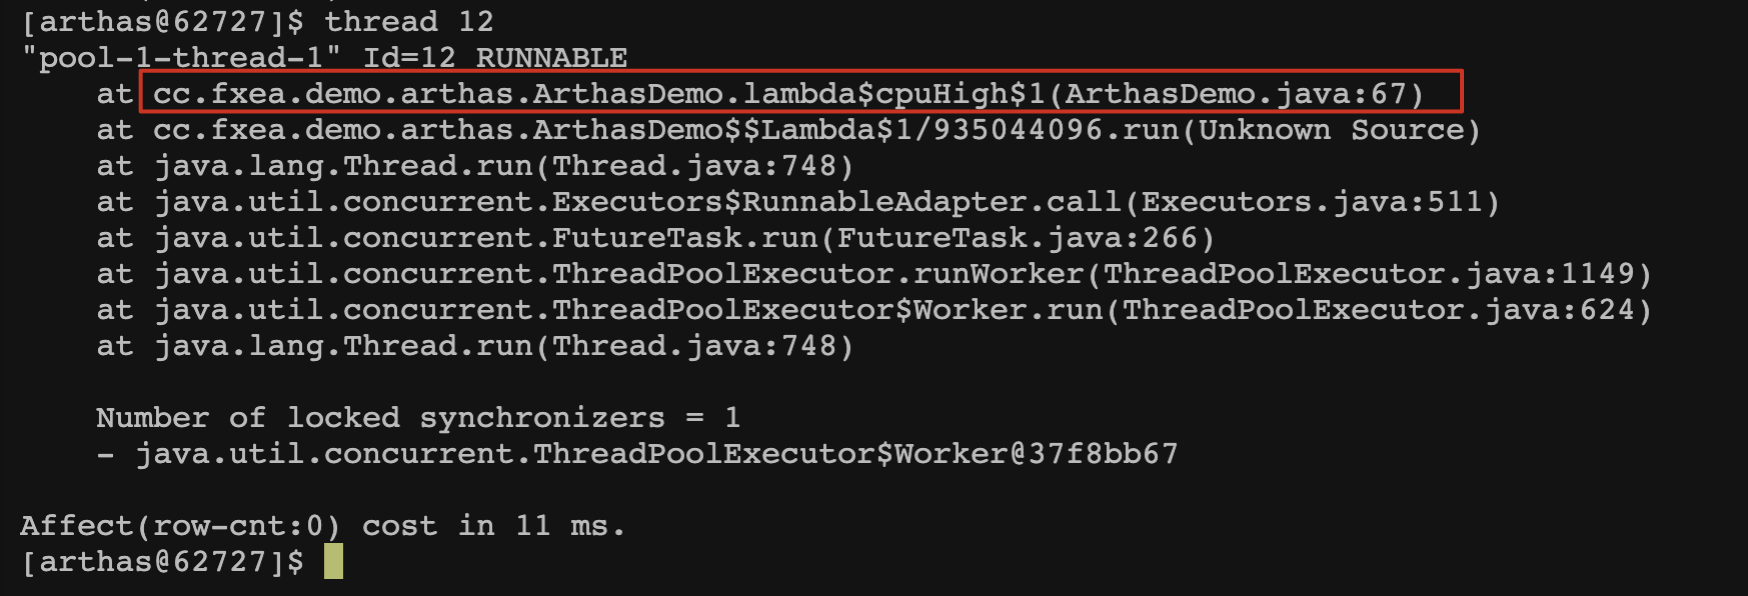 [arthas@62727]$ thread 12
"pool-1-thread-1" Id=12 RUNNABLE
at cc.fxea.demo.arthas.ArthasDemo.lambda$cpuHigh$1(ArthasDemo.java:67)
at cc.fxea.demo.arthas.ArthasDemo$$Lambda$1/935044096.run(Unknown Source)
at java.lang.Thread.run(Thread.java:748)
at java.util.concurrent.Executors$RunnableAdapter.call(Executors.java:511)
at java.util.concurrent.FutureTask.run(FutureTask.java:266)
at java.util.concurrent.ThreadPoolExecutor.runWorker(ThreadPoolExecutor.java:1149)
at java.util.concurrent.ThreadPoolExecutor$Worker.run(ThreadPoolExecutor.java:624)
at java.lang.Thread.run(Thread.java:748)
Number of locked synchronizers = 1
- java.util.concurrent.ThreadPoolExecutor$Worker@37f8bb67
Affect(row-cnt:0) cost in 11 ms.
[arthas@62727]$